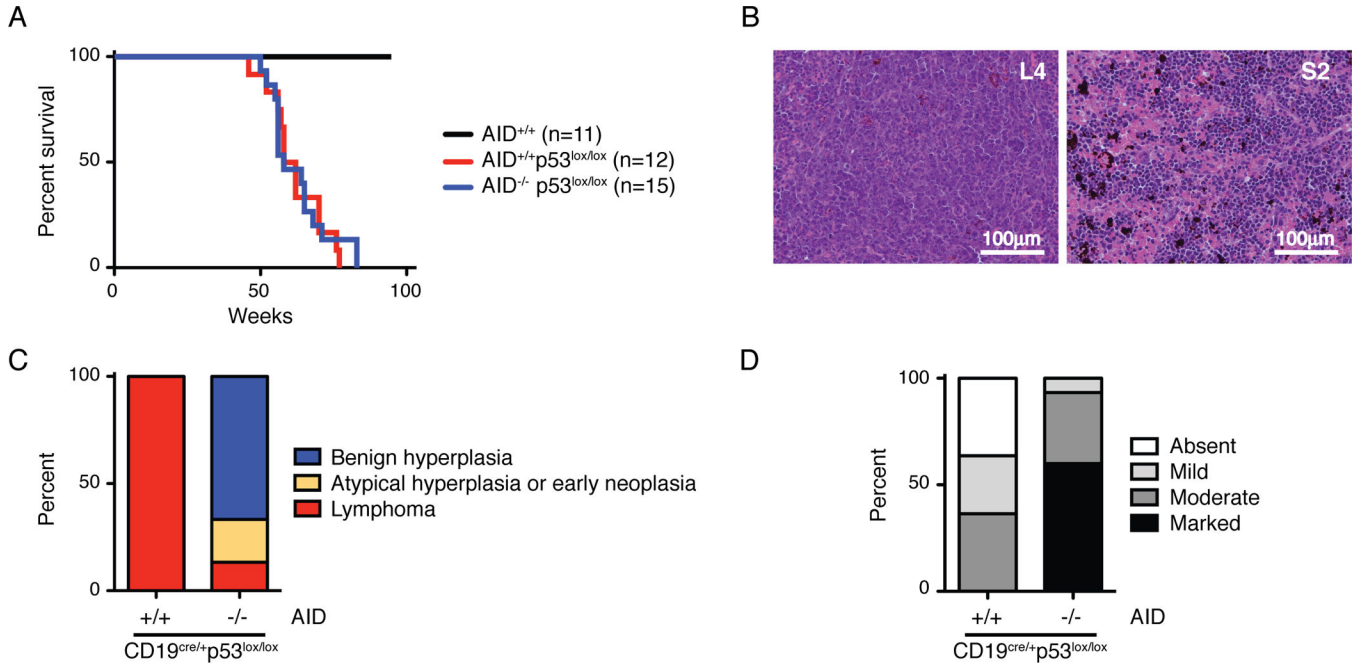 A
100
50
0
Percent survival
0
50
100
Weeks
AID+/+ (n=11)
AID+/+p53lox/lox (n=12)
AID-/- p53lox/lox (n=15)
B
L4
100μm
S2
100μm
C
100
50
0
Percent
+/+
-/-
AID
CD19cre/+p53lox/lox
Benign hyperplasia
Atypical hyperplasia or early neoplasia
Lymphoma
D
100
50
0
Percent
+/+
-/-
AID
CD19cre/+p53lox/lox
Absent
Mild
Moderate
Marked